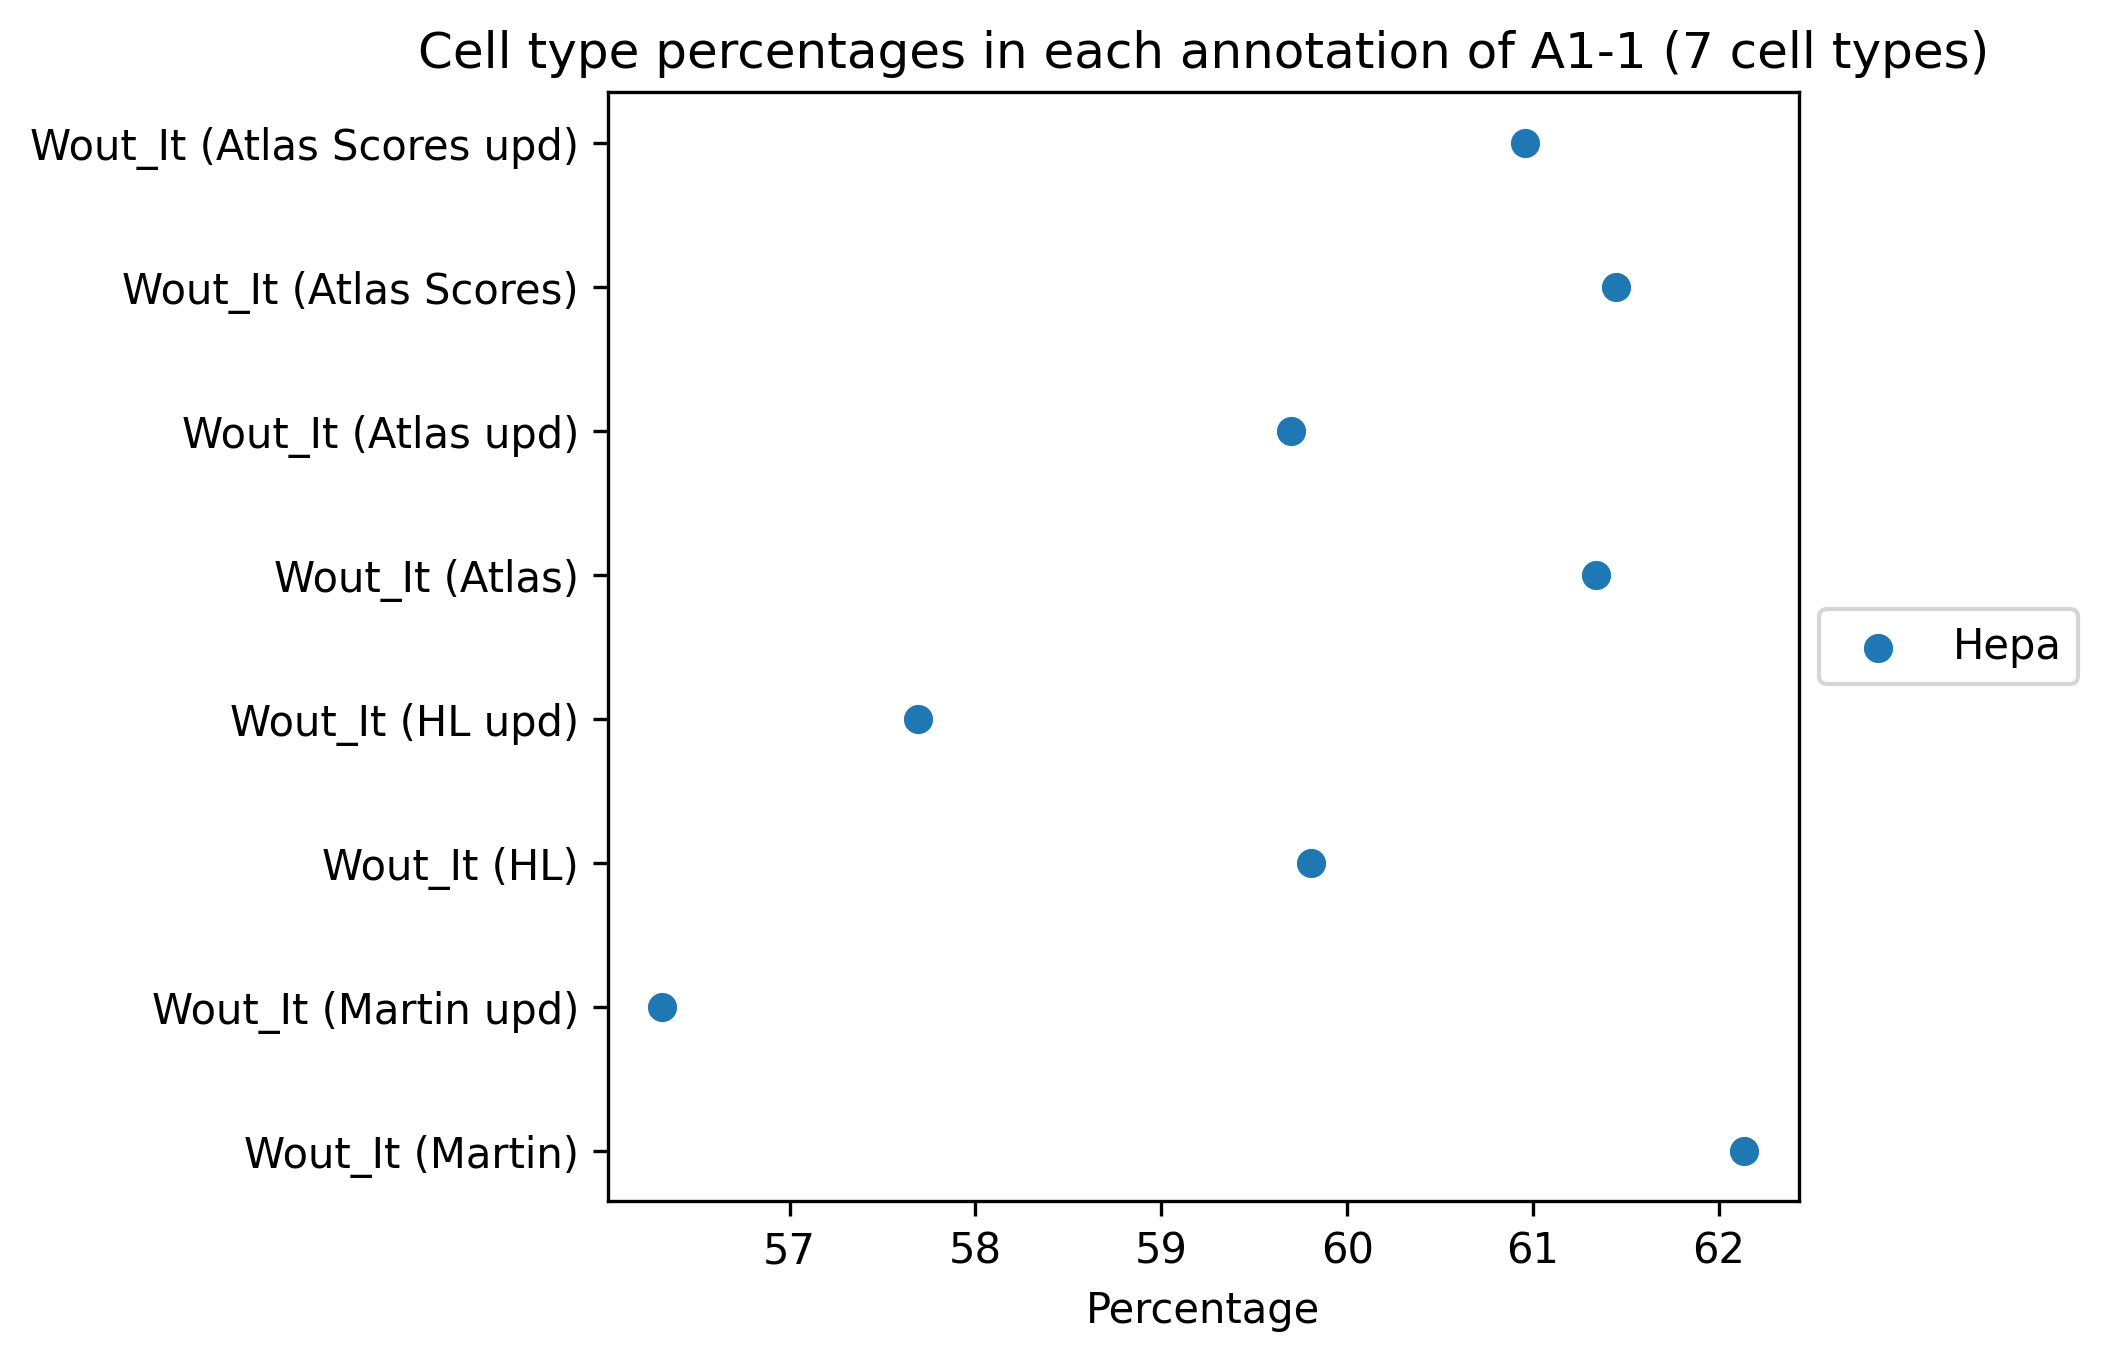 Cell type percentages in each annotation of A1-1 (7 cell types)
Wout_It (Atlas Scores upd)
Wout_It (Atlas Scores)
Wout_It (Atlas upd)
Wout_It (Atlas)
Wout_It (HL upd)
Wout_It (HL)
Wout_It (Martin upd)
Wout_It (Martin)
Hepa
57 58 59 60 61 62
Percentage